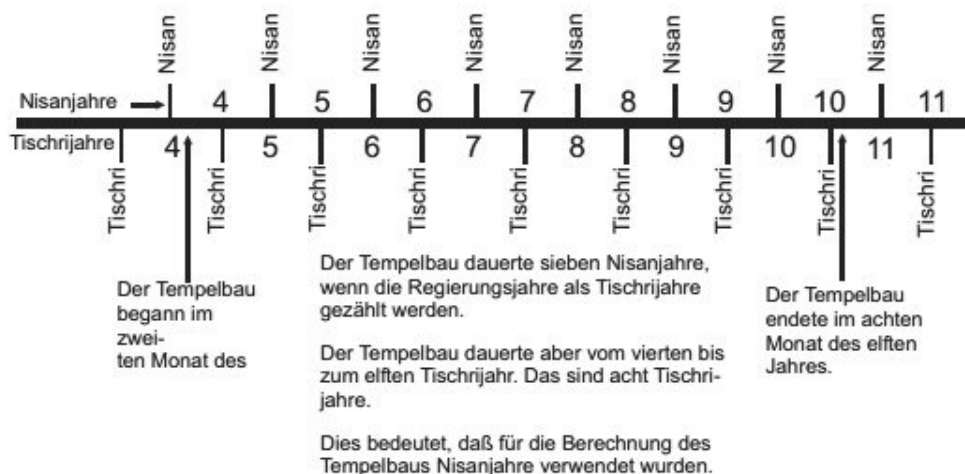 Nisan Nisan Nisan Nisan Nisan Nisan Nisan Nisan
Nisanjahre 4 5 6 7 8 9 10 11
Tischrijahre 4 5 6 7 8 9 10 11
Tischri Tischri Tischri Tischri Tischri Tischri Tischri Tischri Tischri
Der Tempelbau
begann im
zwei-
ten Monat des
Der Tempelbau dauerte sieben Nisanjahre,
wenn die Regierungsjahre als Tischrijahre
gezählt werden.
Der Tempelbau dauerte aber vom vierten bis
zum elften Tischrijahr. Das sind acht Tischri-
jahre.
Dies bedeutet, daß für die Berechnung des
Tempelbaus Nisanjahre verwendet wurden.
Der Tempelbau
endete im achten
Monat des elften
Jahres.